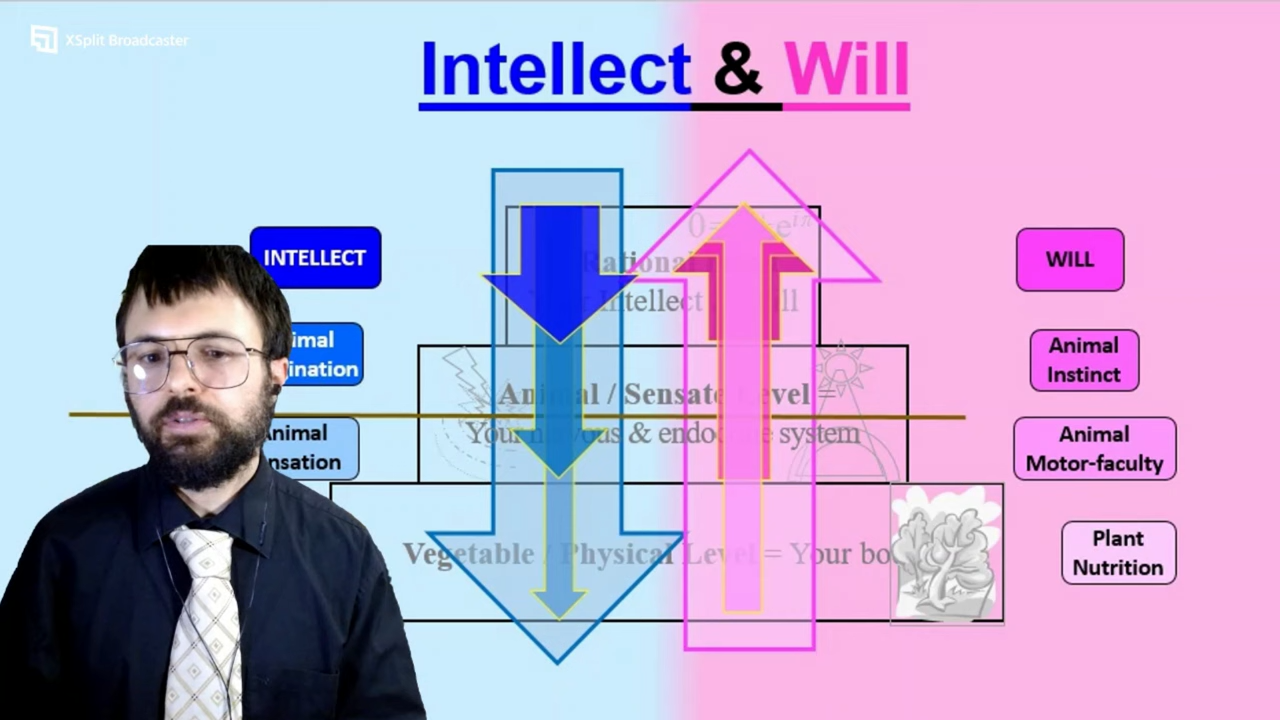 XSplit Broadcaster
Intellect & Will
INTELLECT
WILL
Rational
Intellect
Animal
Instinct
Animal / Sensate Level =
Your nervous & endocrine system
Animal
Motor-faculty
Vegetable / Physical Level = Your
Plant
Nutrition